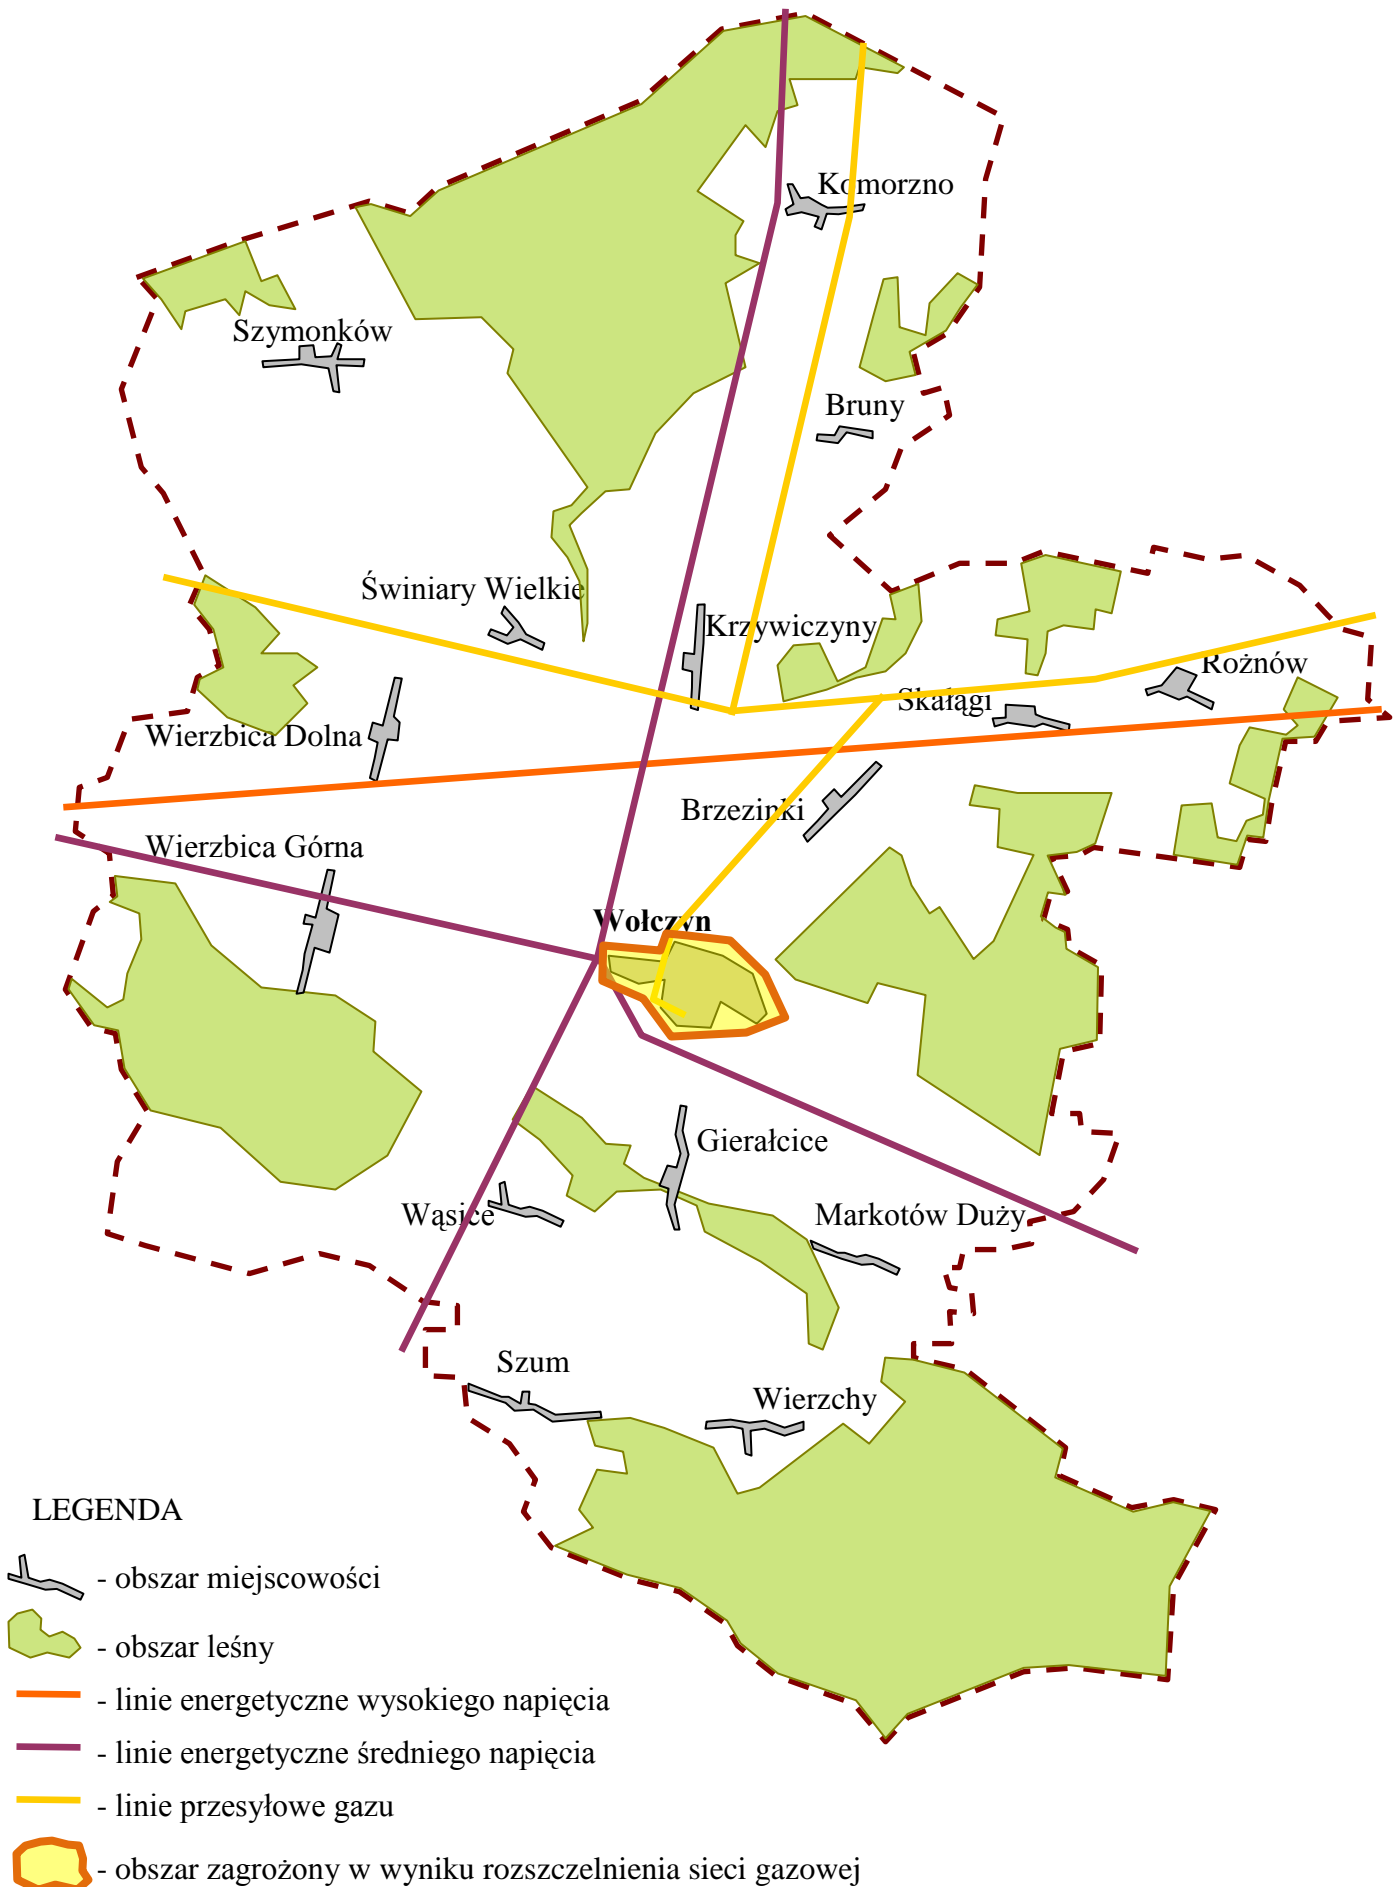 Komorzno
Szymonków
Bruny
Świniary Wielkie
Krzywiczyny
Rożnów
Skałągi
Wierzbica Dolna
Brzezinki
Wierzbica Górna
Wołczyn
Gierałcice
Wąsice
Markotów Duży
Szum
Wierzchy
LEGENDA
- obszar miejscowości
- obszar leśny
- linie energetyczne wysokiego napięcia
- linie energetyczne średniego napięcia
- linie przesyłowe gazu
- obszar zagrożony w wyniku rozszczelnienia sieci gazowej